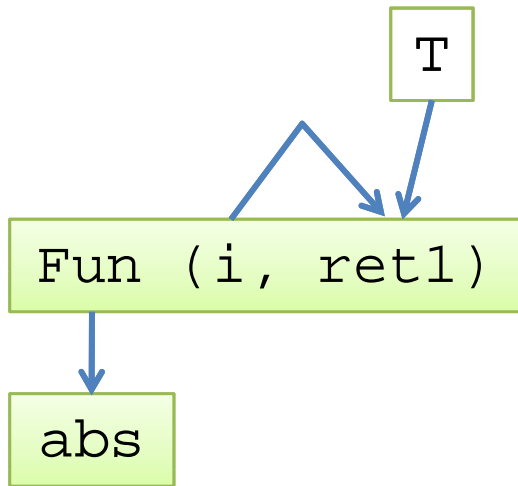 T
Fun (i, ret1)
abs